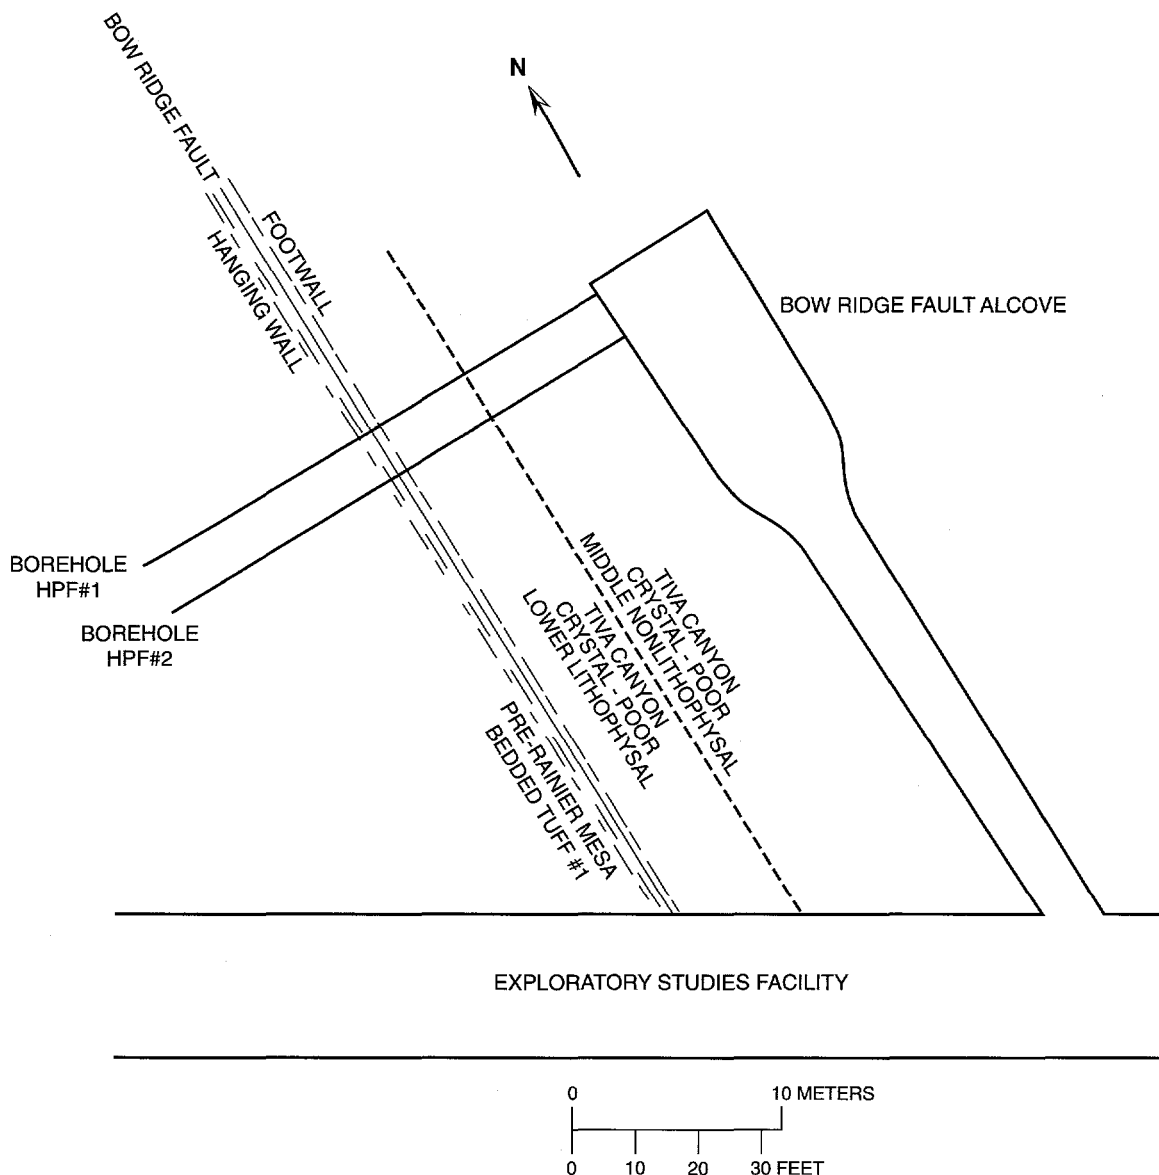 BOW RIDGE FAULT
N
FOOTWALL
HANGING WALL
BOW RIDGE FAULT ALCOVE
BOREHOLE
HPF#1
BOREHOLE
HPF#2
TIVA CANYON
CRYSTAL - POOR
MIDDLE NONLITHOPHYSAL
TIVA CANYON
CRYSTAL - POOR
LOWER LITHOPHYSAL
PRE-RAINIER MESA
BEDDED TUFF #1
EXPLORATORY STUDIES FACILITY
0 10 METERS
0 10 20 30 FEET